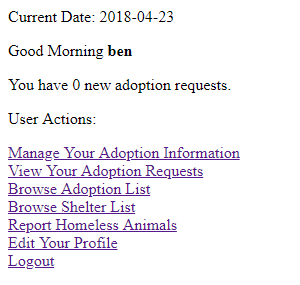 Current Date: 2018-04-23
Good Morning ben
You have 0 new adoption requests.
User Actions:
Manage Your Adoption Information
View Your Adoption Requests
Browse Adoption List
Browse Shelter List
Report Homeless Animals
Edit Your Profile
Logout